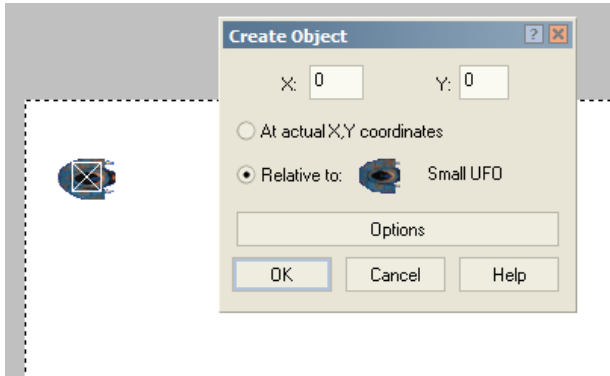 Create Object
X: 0 Y: 0
At actual X,Y coordinates
Relative to: Small UFO
Options
OK Cancel Help